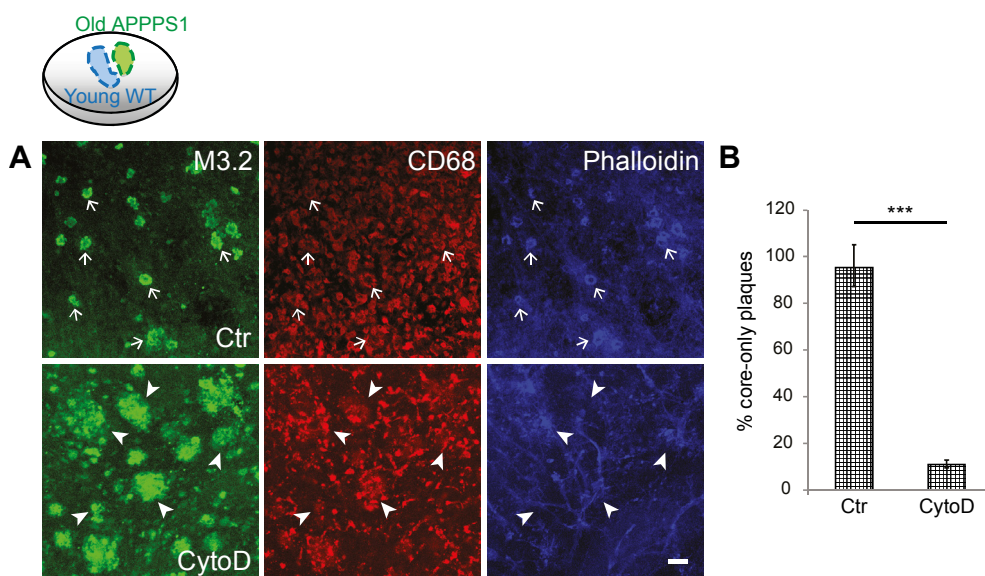 Old APPPS1
Young WT
A
M3.2
CD68
Phalloidin
Ctr
CytoD
B
% core-only plaques
120
100
80
60
40
20
0
***
Ctr
CytoD